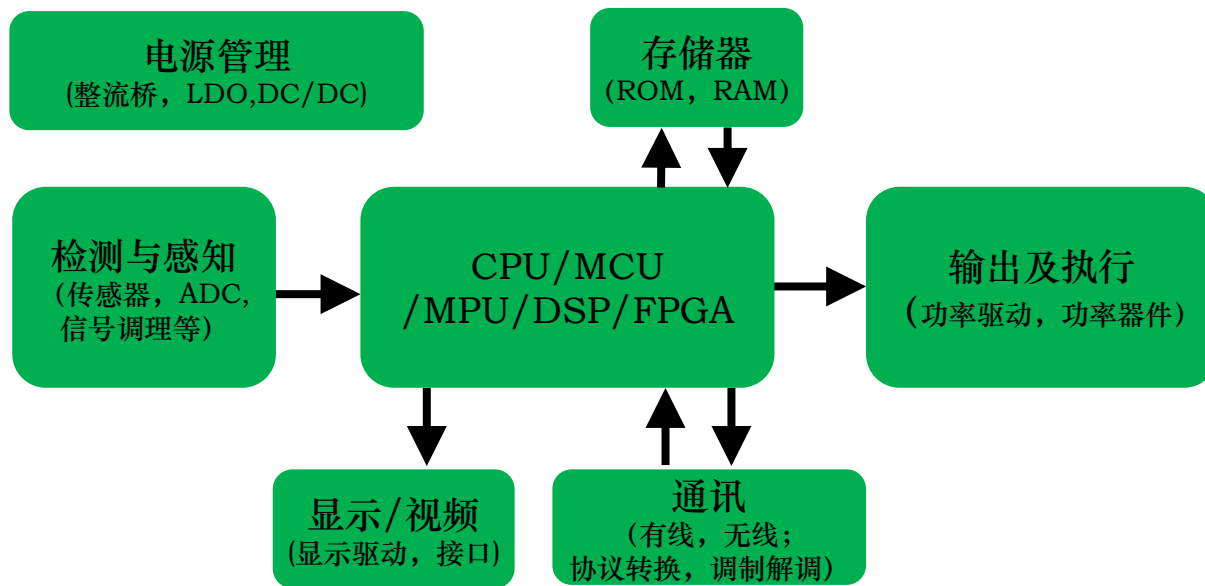 电源管理
(整流桥，LDO,DC/DC)
存储器
(ROM，RAM)
检测与感知
(传感器，ADC,
信号调理等)
CPU/MCU
/MPU/DSP/FPGA
输出及执行
(功率驱动，功率器件)
显示/视频
(显示驱动，接口)
通讯
(有线，无线；
协议转换，调制解调)